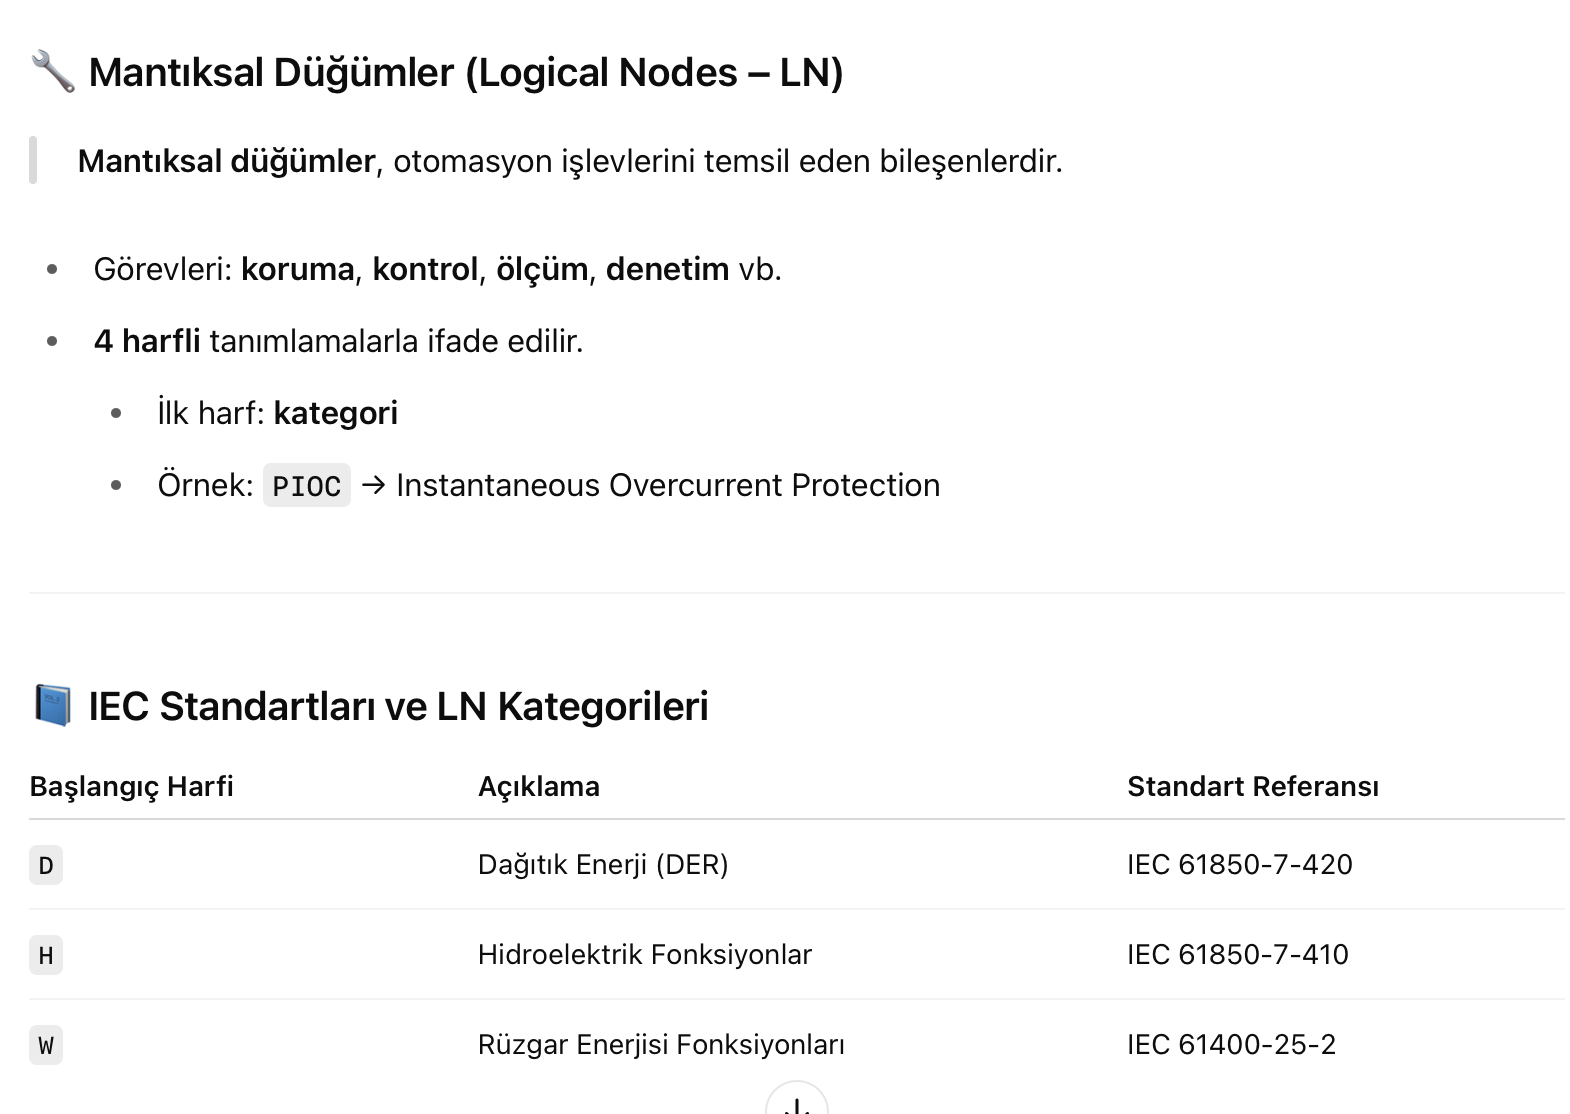 Mantıksal Düğümler (Logical Nodes – LN)
Mantıksal düğümler, otomasyon işlevlerini temsil eden bileşenlerdir.
Görevleri: koruma, kontrol, ölçüm, denetim vb.
4 harfli tanımlamalarla ifade edilir.
İlk harf: kategori
Örnek: PIOC → Instantaneous Overcurrent Protection
IEC Standartları ve LN Kategorileri
Başlangıç Harfi Açıklama Standart Referansı
D Dağıtık Enerji (DER) IEC 61850-7-420
H Hidroelektrik Fonksiyonlar IEC 61850-7-410
W Rüzgar Enerjisi Fonksiyonları IEC 61400-25-2